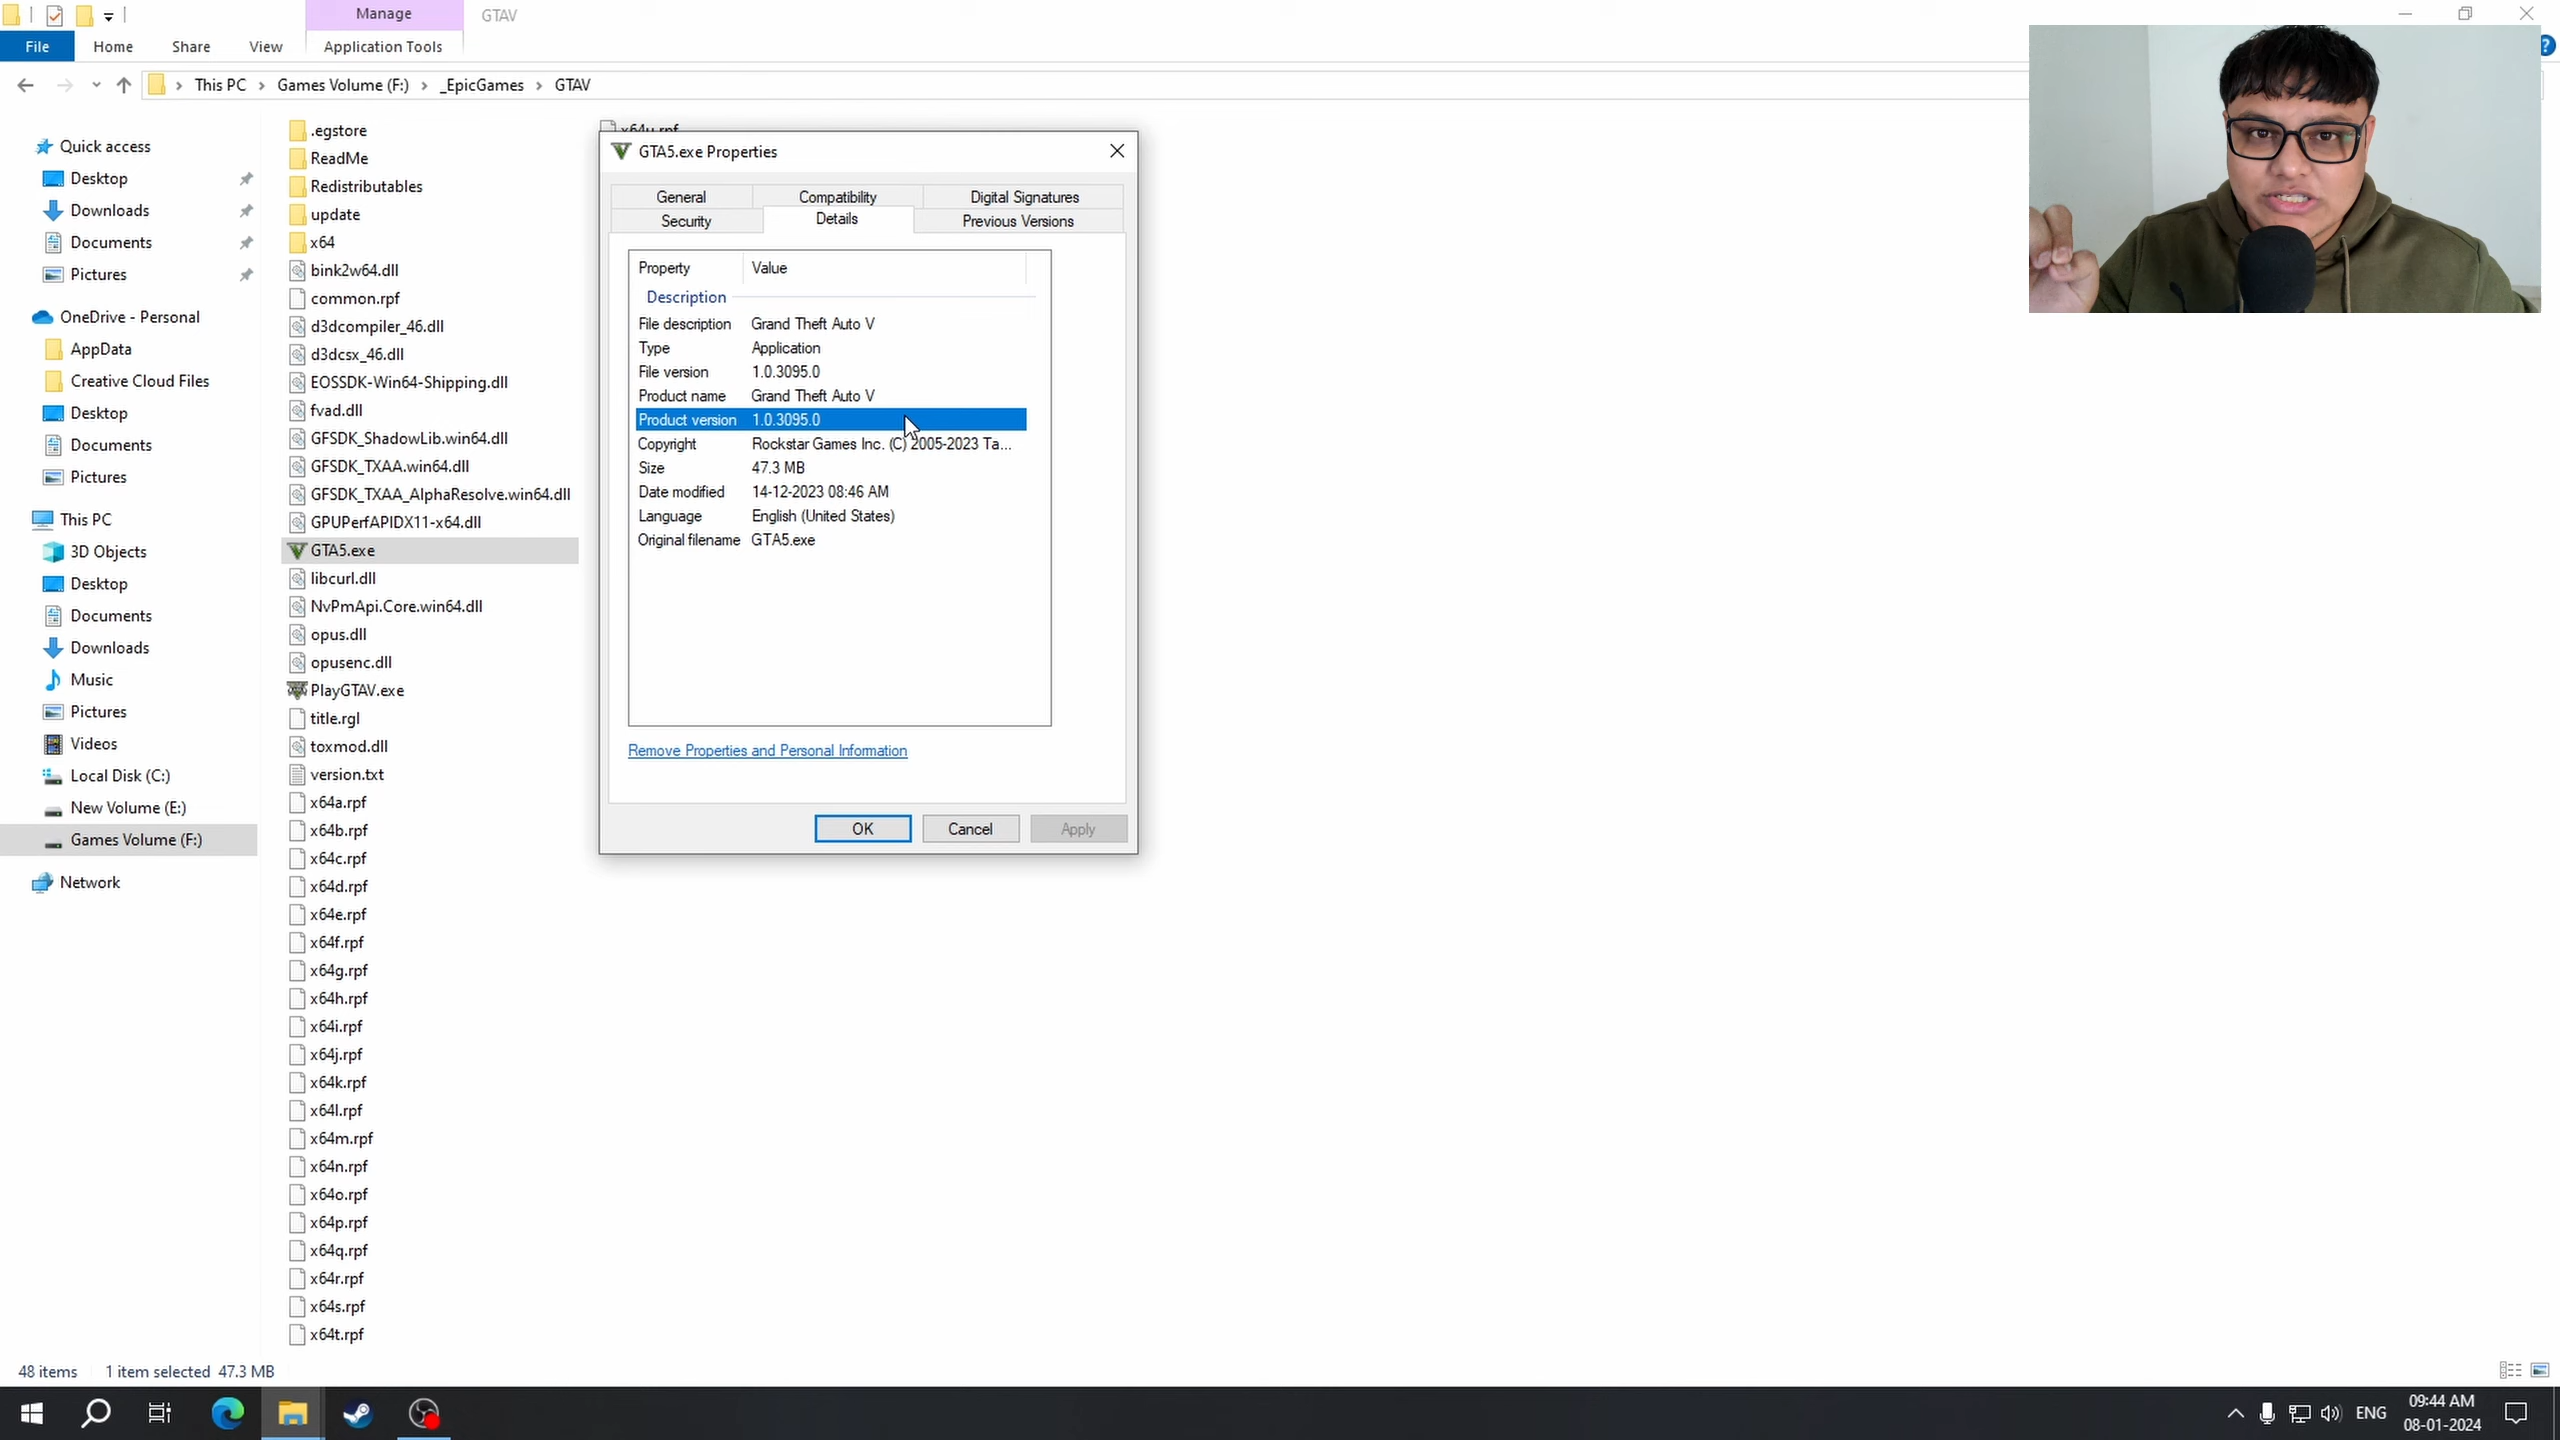 Manage
GTAV
File
Home
Share
View
Application Tools
This PC
Games Volume (F:)
_EpicGames
GTAV
Quick access
Desktop
Downloads
Documents
Pictures
OneDrive - Personal
AppData
Creative Cloud Files
Desktop
Documents
Pictures
This PC
3D Objects
Desktop
Documents
Downloads
Music
Pictures
Videos
Local Disk (C:)
New Volume (E:)
Games Volume (F:)
Network
.egstore
ReadMe
Redistributables
update
x64
bink2w64.dll
common.rpf
d3dcompiler_46.dll
d3dcsx_46.dll
EOSSDK-Win64-Shipping.dll
fvad.dll
GFSDK_ShadowLib.win64.dll
GFSDK_TXAA.win64.dll
GFSDK_TXAA_AlphaResolve.win64.dll
GPUPerfAPIDX11-x64.dll
GTA5.exe
libcurl.dll
NvPmApi.Core.win64.dll
opus.dll
opusenc.dll
PlayGTAV.exe
title.rgl
toxmod.dll
version.txt
x64a.rpf
x64b.rpf
x64c.rpf
x64d.rpf
x64e.rpf
x64f.rpf
x64g.rpf
x64h.rpf
x64i.rpf
x64j.rpf
x64k.rpf
x64l.rpf
x64m.rpf
x64n.rpf
x64o.rpf
x64p.rpf
x64q.rpf
x64r.rpf
x64s.rpf
x64t.rpf
x64u.rpf
GTA5.exe Properties
General
Compatibility
Digital Signatures
Security
Details
Previous Versions
Property Value
Description
File description Grand Theft Auto V
Type Application
File version 1.0.3095.0
Product name Grand Theft Auto V
Product version 1.0.3095.0
Copyright Rockstar Games Inc. (C) 2005-2023 Ta...
Size 47.3 MB
Date modified 14-12-2023 08:46 AM
Language English (United States)
Original filename GTA5.exe
Remove Properties and Personal Information
OK
Cancel
Apply
48 items 1 item selected 47.3 MB
ENG
09:44 AM
08-01-2024